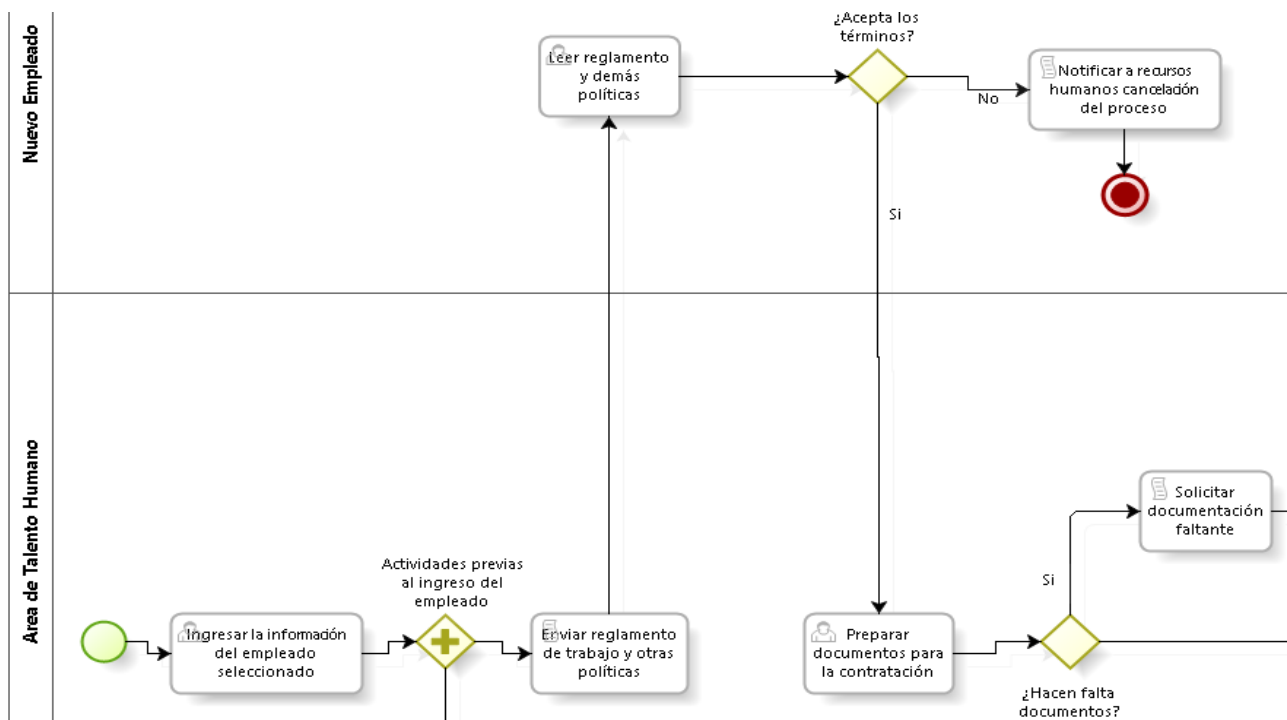 Nuevo Empleado
Leer reglamento
y demás
políticas
¿Acepta los
términos?
No
Notificar a recursos
humanos cancelación
del proceso
Si
Area de Talento Humano
Ingresar la información
del empleado
seleccionado
Actividades previas
al ingreso del
empleado
Enviar reglamento
de trabajo y otras
políticas
Preparar
documentos para
la contratación
¿Hacen falta
documentos?
Si
Solicitar
documentación
faltante